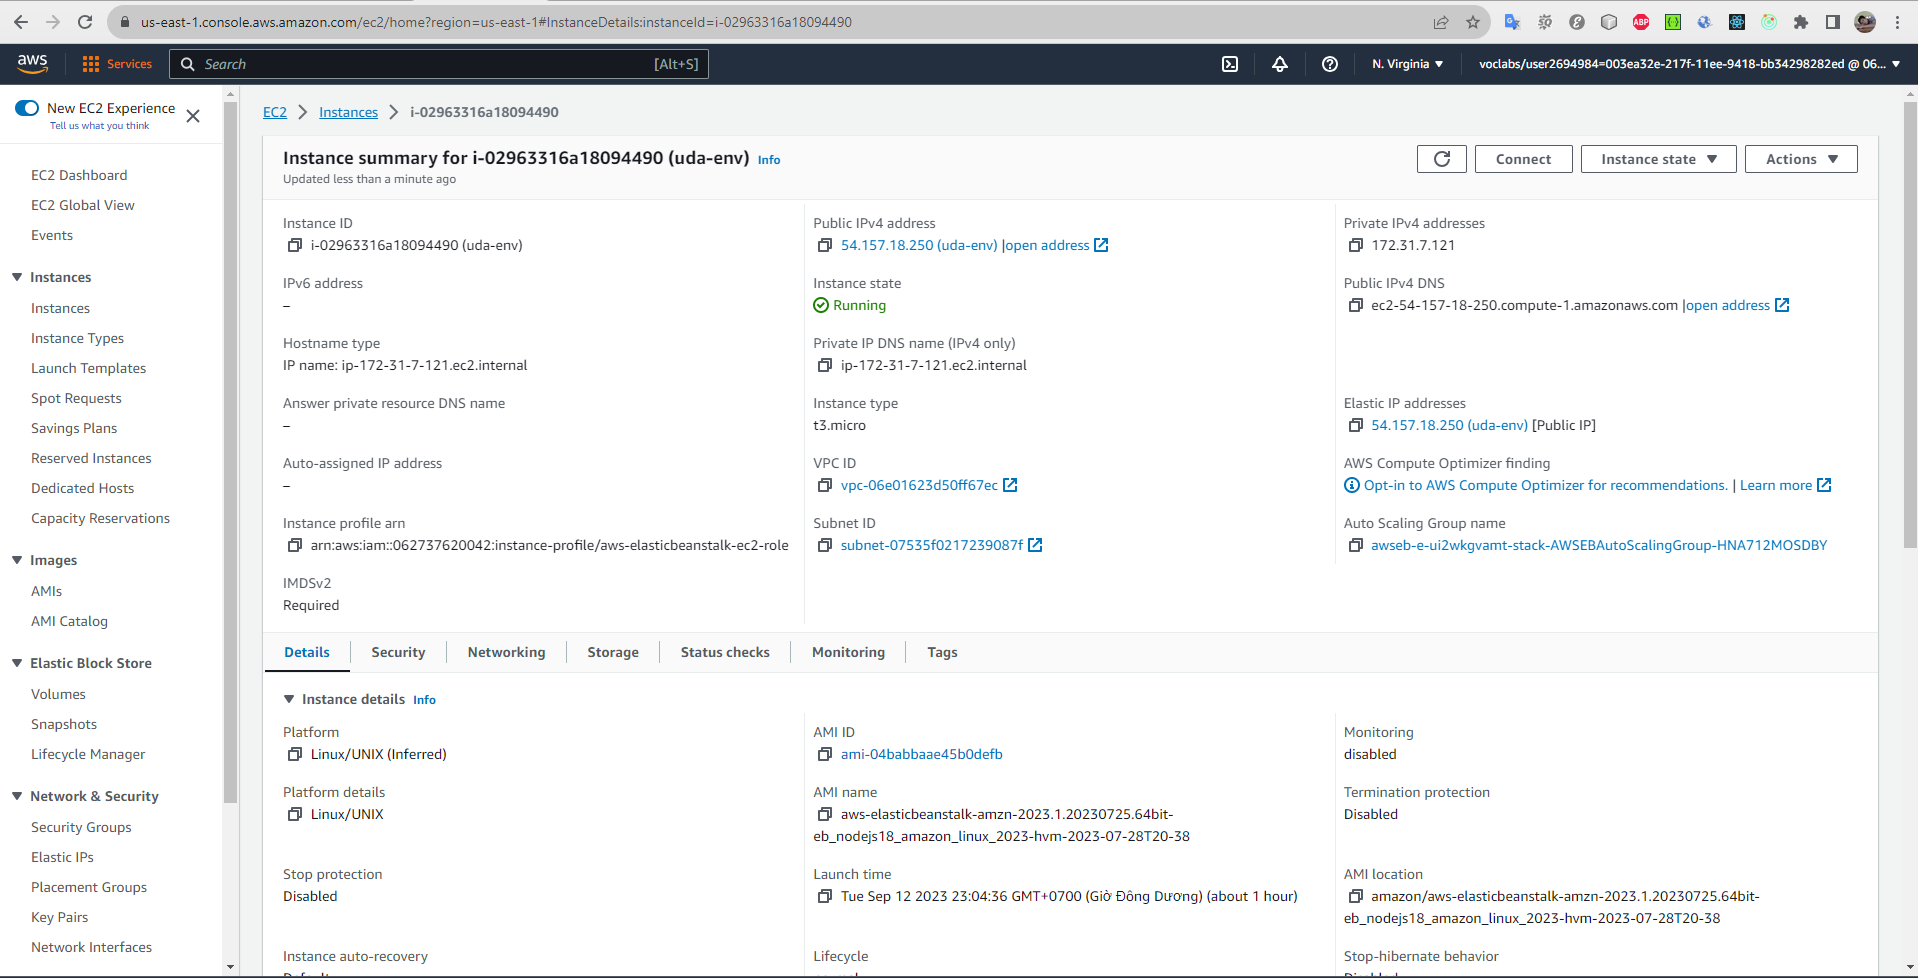 us-east-1.console.aws.amazon.com/ec2/home?region=us-east-1#InstanceDetails:instanceId=i-02963316a18094490
ABP
aws
Services
Search
[Alt+S]
N. Virginia
voclabs/user2694984=003ea32e-217f-11ee-9418-bb34298282ed @ 06...
New EC2 Experience
Tell us what you think
EC2 Dashboard
EC2 Global View
Events
Instances
Instances
Instance Types
Launch Templates
Spot Requests
Savings Plans
Reserved Instances
Dedicated Hosts
Capacity Reservations
Images
AMIs
AMI Catalog
Elastic Block Store
Volumes
Snapshots
Lifecycle Manager
Network & Security
Security Groups
Elastic IPs
Placement Groups
Key Pairs
Network Interfaces
EC2
Instances
i-02963316a18094490
Instance summary for i-02963316a18094490 (uda-env) Info
Updated less than a minute ago
Connect
Instance state
Actions
Instance ID
i-02963316a18094490 (uda-env)
Public IPv4 address
54.157.18.250 (uda-env) |open address
Private IPv4 addresses
172.31.7.121
IPv6 address
–
Instance state
Running
Public IPv4 DNS
ec2-54-157-18-250.compute-1.amazonaws.com |open address
Hostname type
IP name: ip-172-31-7-121.ec2.internal
Private IP DNS name (IPv4 only)
ip-172-31-7-121.ec2.internal
Answer private resource DNS name
–
Instance type
t3.micro
Elastic IP addresses
54.157.18.250 (uda-env) [Public IP]
Auto-assigned IP address
–
VPC ID
vpc-06e01623d50ff67ec
AWS Compute Optimizer finding
Opt-in to AWS Compute Optimizer for recommendations. | Learn more
Instance profile arn
arn:aws:iam::062737620042:instance-profile/aws-elasticbeanstalk-ec2-role
Subnet ID
subnet-07535f0217239087f
Auto Scaling Group name
awseb-e-ui2wkgvamt-stack-AWSEBAutoScalingGroup-HNA712MOSDBY
IMDSv2
Required
Details
Security
Networking
Storage
Status checks
Monitoring
Tags
Instance details Info
Platform
Linux/UNIX (Inferred)
AMI ID
ami-04babbaae45b0defb
Monitoring
disabled
Platform details
Linux/UNIX
AMI name
aws-elasticbeanstalk-amzn-2023.1.20230725.64bit-
eb_nodejs18_amazon_linux_2023-hvm-2023-07-28T20-38
Termination protection
Disabled
Stop protection
Disabled
Launch time
Tue Sep 12 2023 23:04:36 GMT+0700 (Giờ Đông Dương) (about 1 hour)
AMI location
amazon/aws-elasticbeanstalk-amzn-2023.1.20230725.64bit-
eb_nodejs18_amazon_linux_2023-hvm-2023-07-28T20-38
Instance auto-recovery
Lifecycle
Stop-hibernate behavior